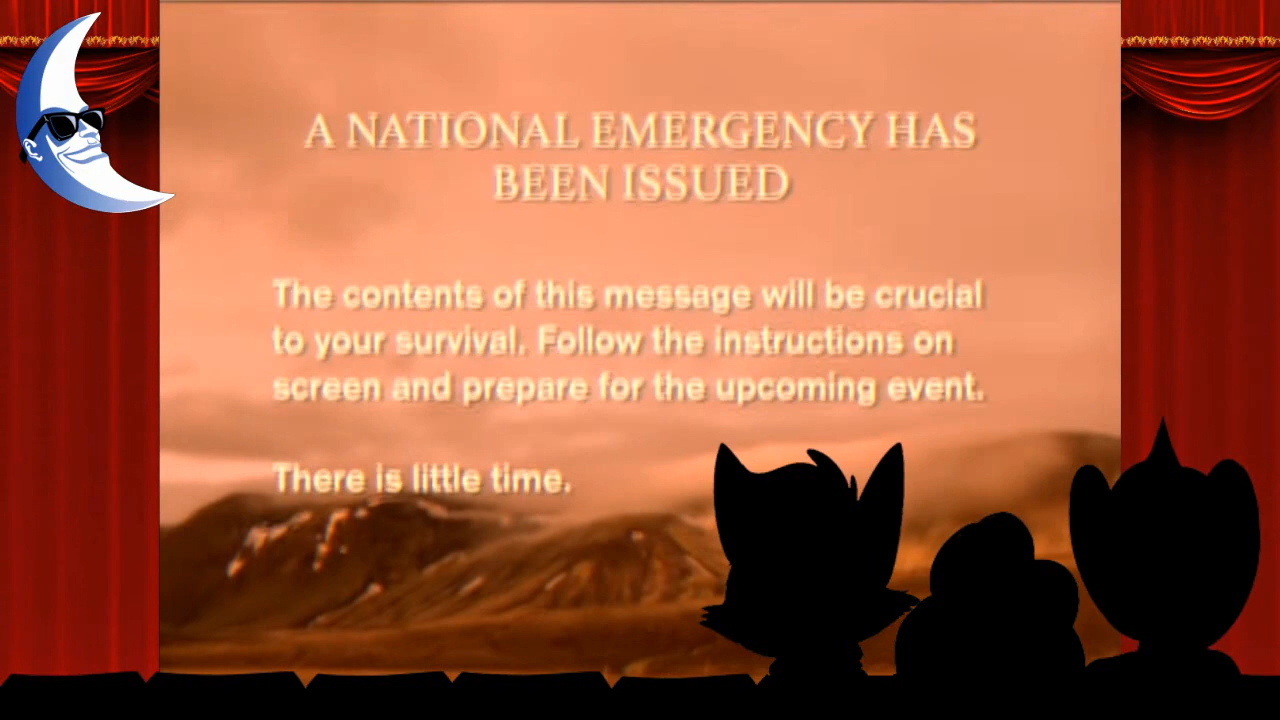 A NATIONAL EMERGENCY HAS
BEEN ISSUED
The contents of this message will be crucial
to your survival. Follow the instructions on
screen and prepare for the upcoming event.
There is little time.